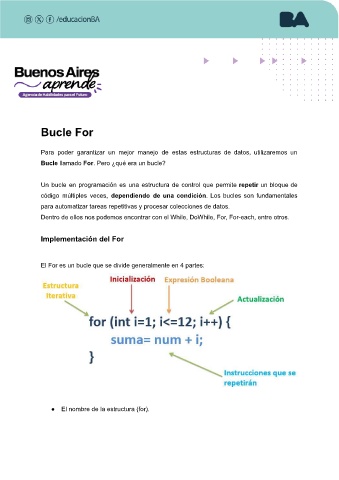 /educacionBA
BA
Buenos Aires
aprende
Agencia de Habilidades para el Futuro
Bucle For
Para poder garantizar un mejor manejo de estas estructuras de datos, utilizaremos un
Bucle llamado For. Pero ¿qué era un bucle?
Un bucle en programación es una estructura de control que permite repetir un bloque de
código múltiples veces, dependiendo de una condición. Los bucles son fundamentales
para automatizar tareas repetitivas y procesar colecciones de datos.
Dentro de ellos nos podemos encontrar con el While, DoWhile, For, For-each, entro otros.
Implementación del For
El For es un bucle que se divide generalmente en 4 partes:
Inicialización Expresión Booleana
Estructura
Iterativa
Actualización
for (int i=1; i<=12; i++) {
suma= num + i;
}
Instrucciones que se
repetirán
● El nombre de la estructura (for).